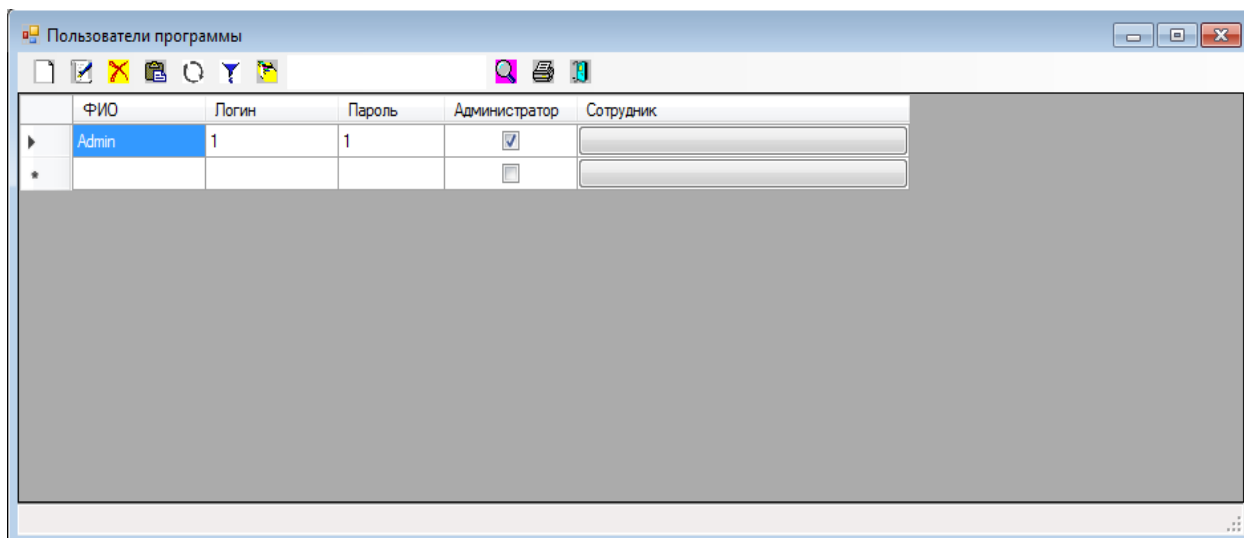 Пользователи программы
ФИО Логин Пароль Администратор Сотрудник
Admin 1 1